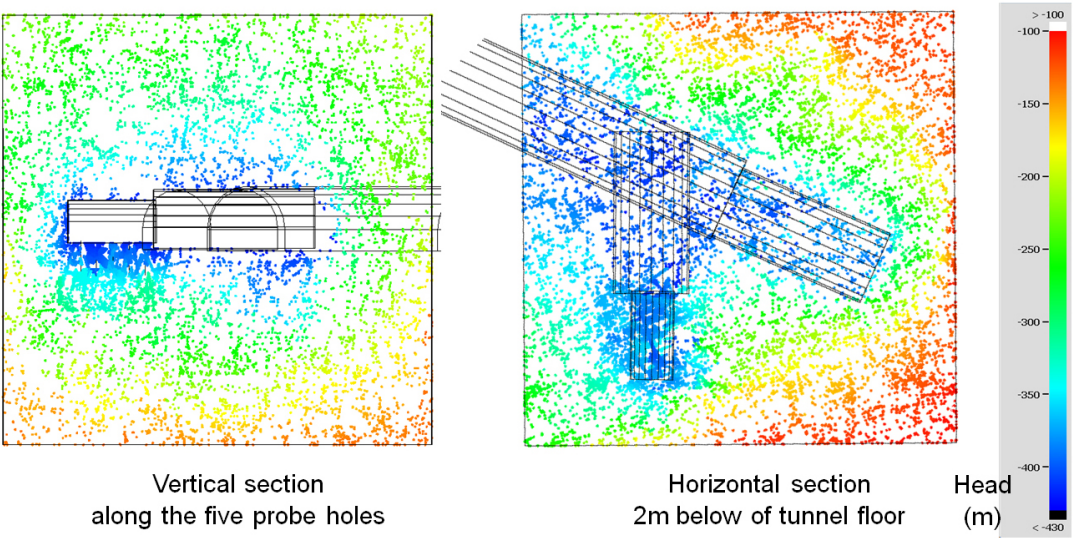 > -100
-100
-150
-200
-250
-300
-350
-400
< -430
Vertical section
along the five probe holes
Horizontal section
2m below of tunnel floor
Head
(m)